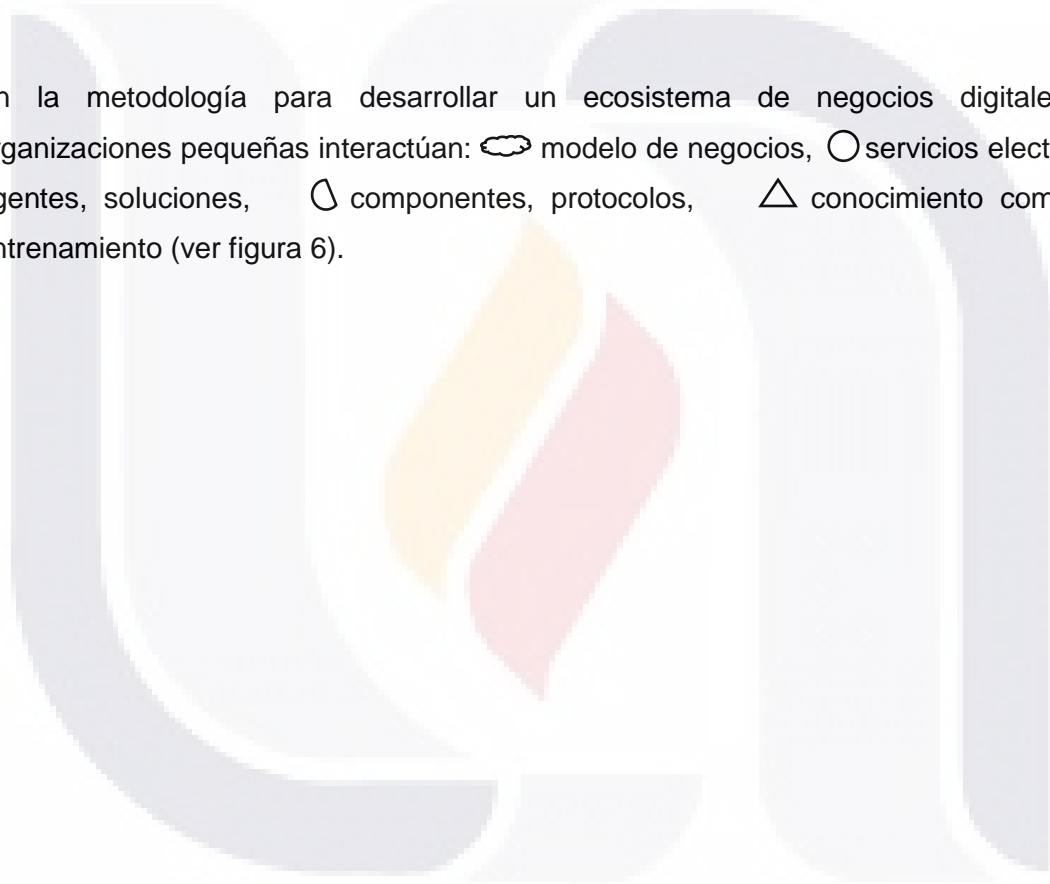 n la metodología para desarrollar un ecosistema de negocios digitale
rganizaciones pequeñas interactúan: modelo de negocios, servicios elect
gentes, soluciones, componentes, protocolos, conocimiento com
ntrenamiento (ver figura 6).